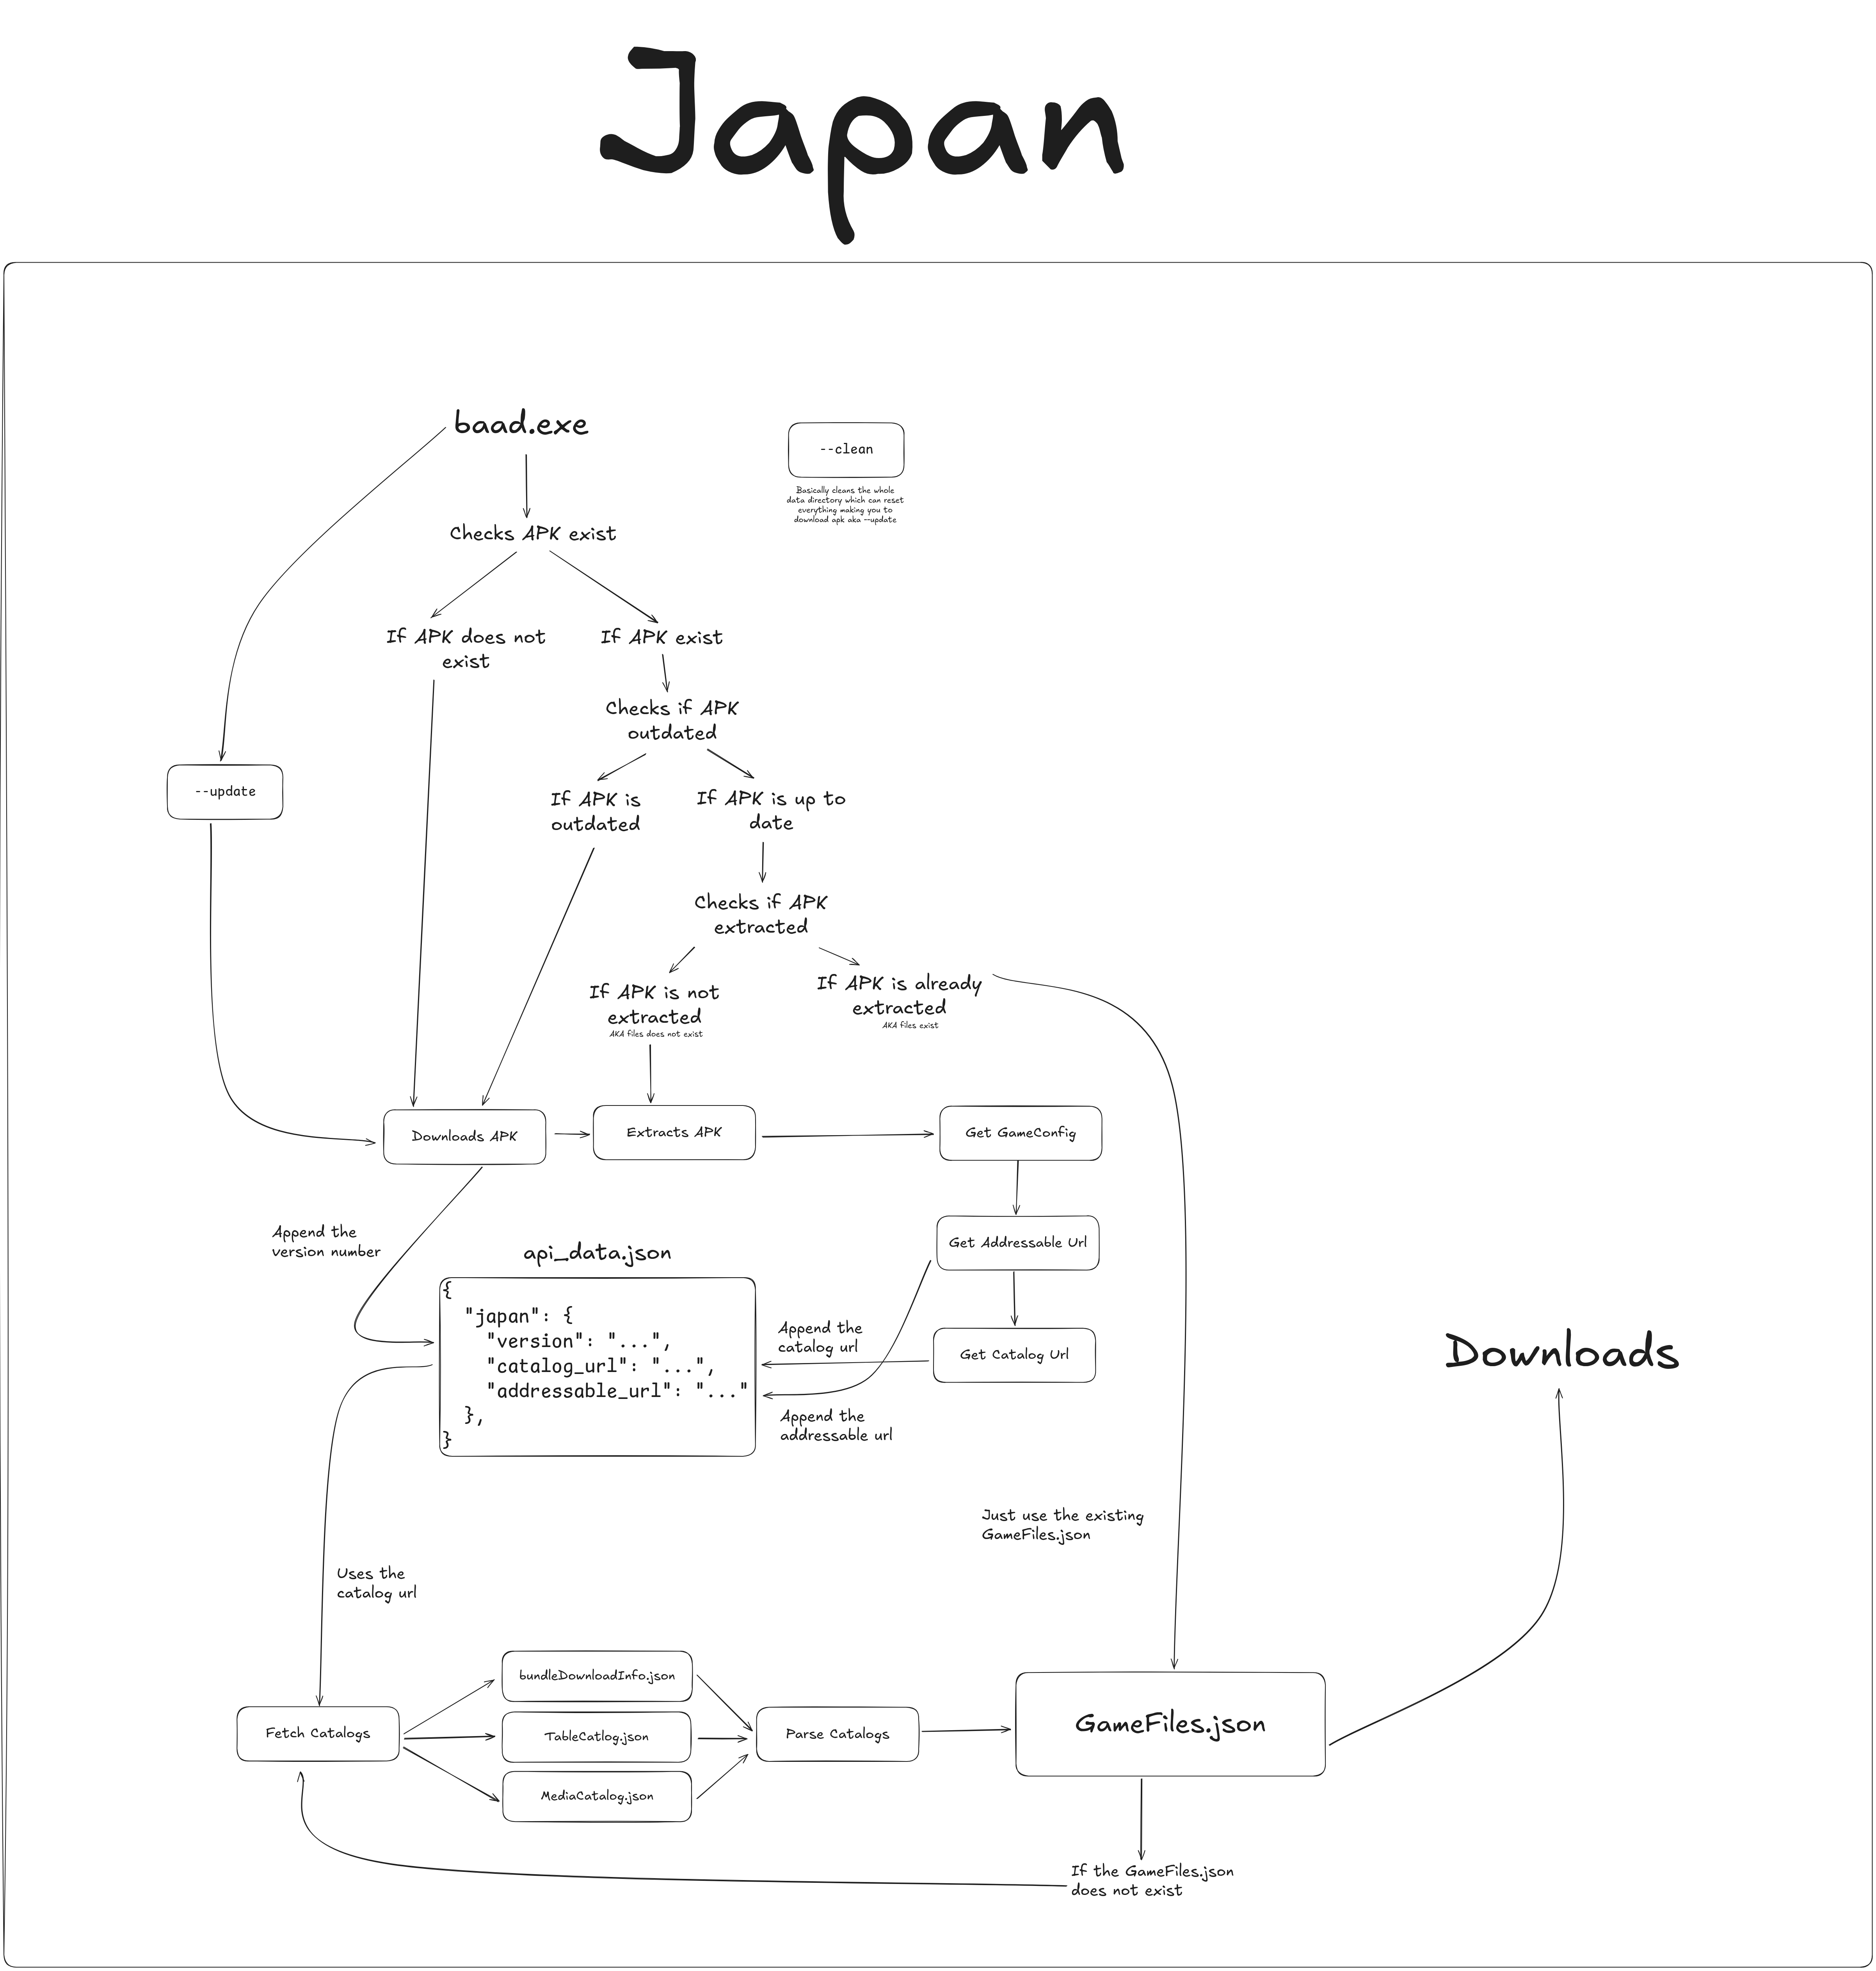 Japan
baad.exe
--clean
Basically cleans the whole
data directory which can reset
everything making you to
download apk aka --update
Checks APK exist
If APK does not
exist
If APK exist
Checks if APK
outdated
--update
If APK is
outdated
If APK is up to
date
Checks if APK
extracted
If APK is not
extracted
AKA files does not exist
If APK is already
extracted
AKA files exist
Downloads APK
Extracts APK
Get GameConfig
Append the
version number
Get Addressable Url
api_data.json
{
"japan": {
"version": "...",
"catalog_url": "...",
"addressable_url": "..."
},
}
Append the
catalog url
Get Catalog Url
Append the
addressable url
Downloads
Just use the existing
GameFiles.json
Uses the
catalog url
Fetch Catalogs
bundleDownloadInfo.json
TableCatlog.json
MediaCatalog.json
Parse Catalogs
GameFiles.json
If the GameFiles.json
does not exist